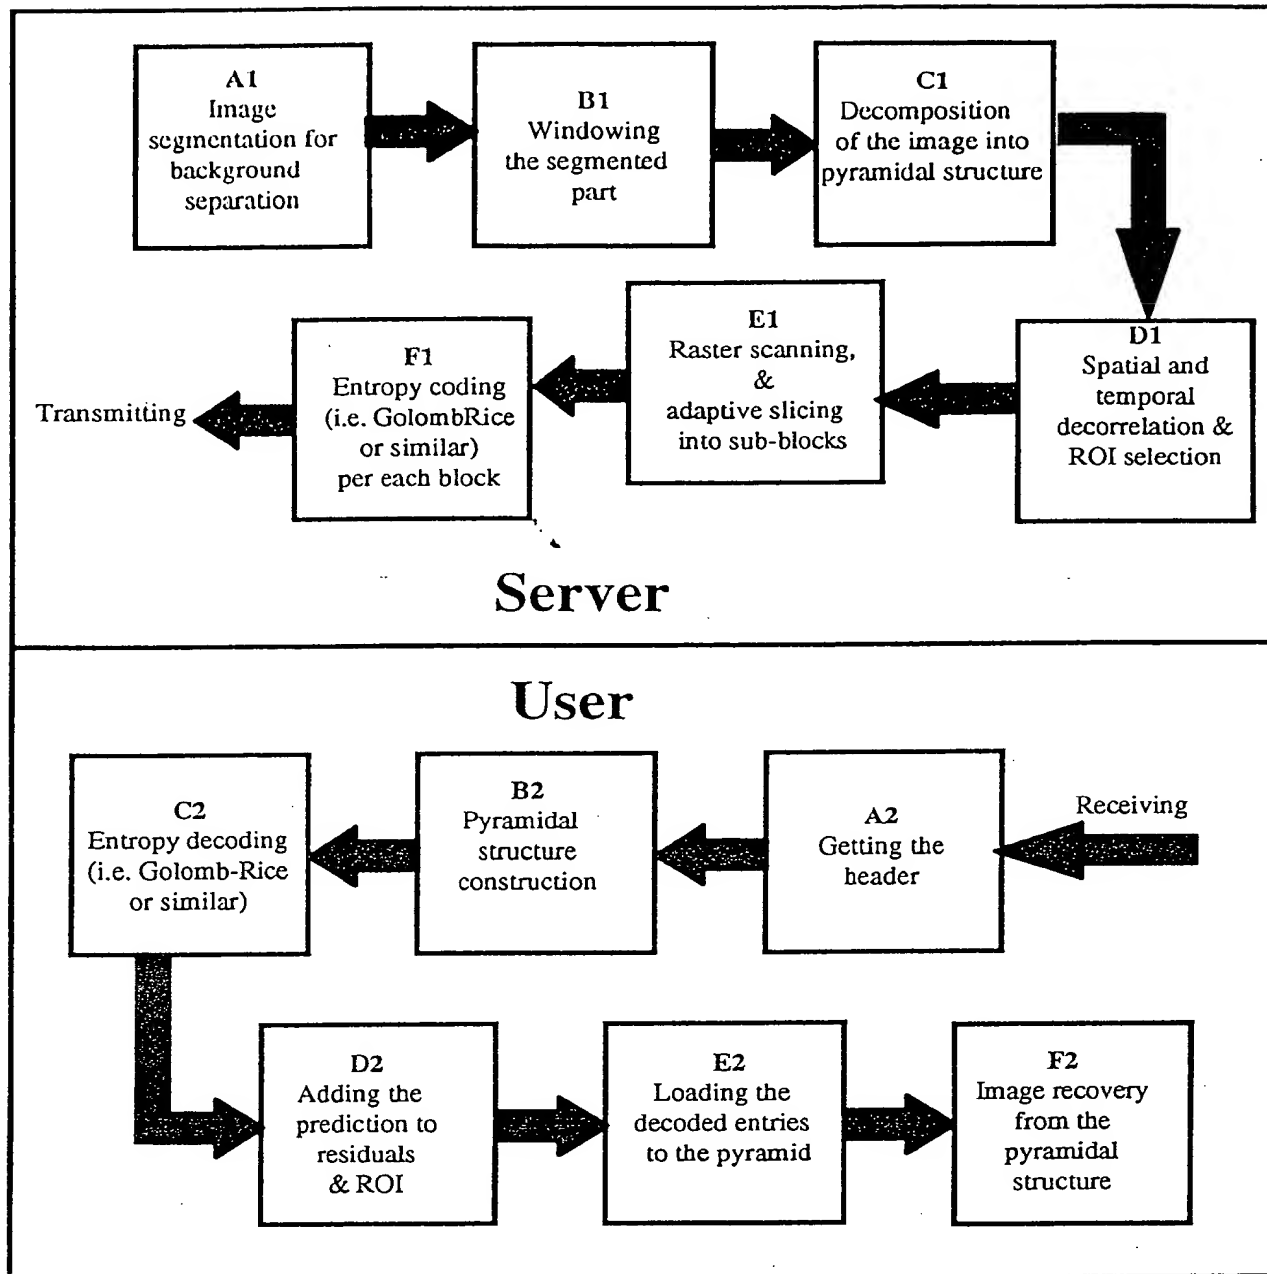 A1
Image
segmentation for
background
separation
B1
Windowing
the segmented
part
C1
Decomposition
of the image into
pyramidal structure
D1
Spatial and
temporal
decorrelation &
ROI selection
E1
Raster scanning,
&
adaptive slicing
into sub-blocks
F1
Entropy coding
(i.e. GolombRice
or similar)
per each block
Transmitting
Server
User
Receiving
A2
Getting the
header
B2
Pyramidal
structure
construction
C2
Entropy decoding
(i.e. Golomb-Rice
or similar)
D2
Adding the
prediction to
residuals
& ROI
E2
Loading the
decoded entries
to the pyramid
F2
Image recovery
from the
pyramidal
structure